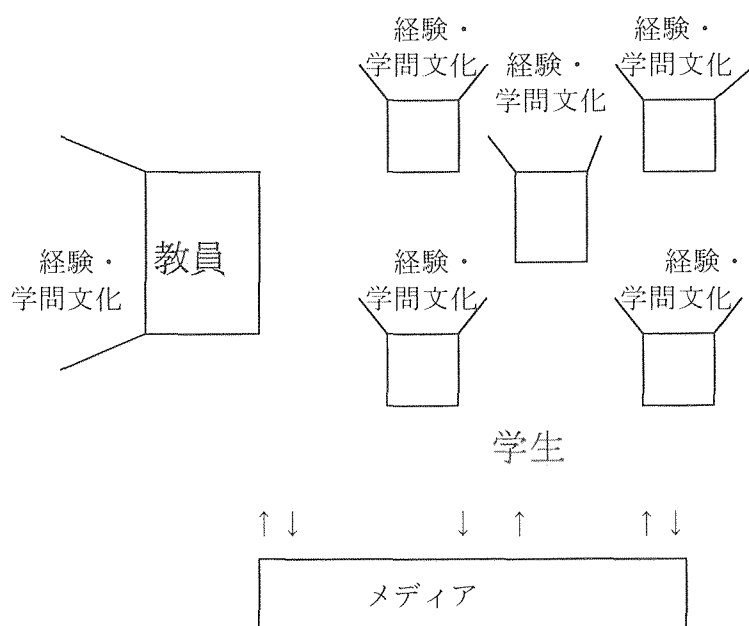 経験・
学問文化
経験・
学問文化
経験・
学問文化
教員
経験・
学問文化
経験・
学問文化
経験・
学問文化
学生
↑ ↓ ↓ ↑ ↑ ↓
メディア